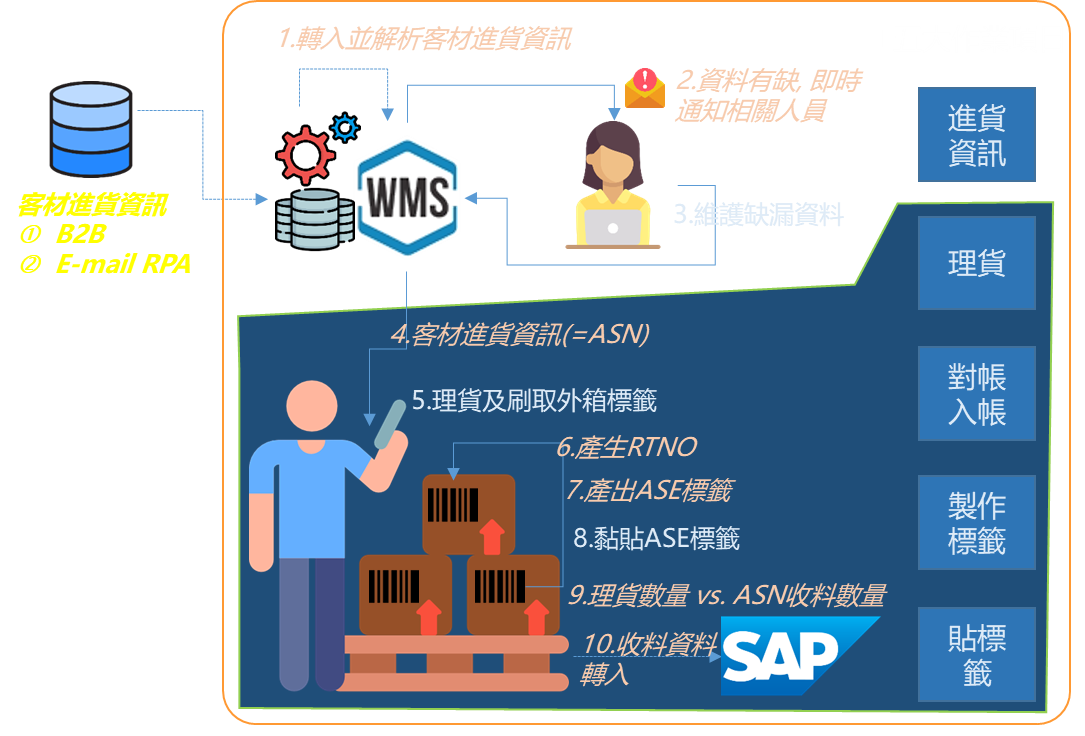 1.轉入並解析客材進貨資訊
2.資料有缺, 即時
通知相關人員
進貨
資訊
WMS
客材進貨資訊
① B2B
② E-mail RPA
3.維護缺漏資料
理貨
4.客材進貨資訊(=ASN)
對帳
入帳
5.理貨及刷取外箱標籤
6.產生RTNO
7.產出ASE標籤
製作
標籤
8.黏貼ASE標籤
9.理貨數量 vs. ASN收料數量
10.收料資料
轉入
SAP
貼標
籤